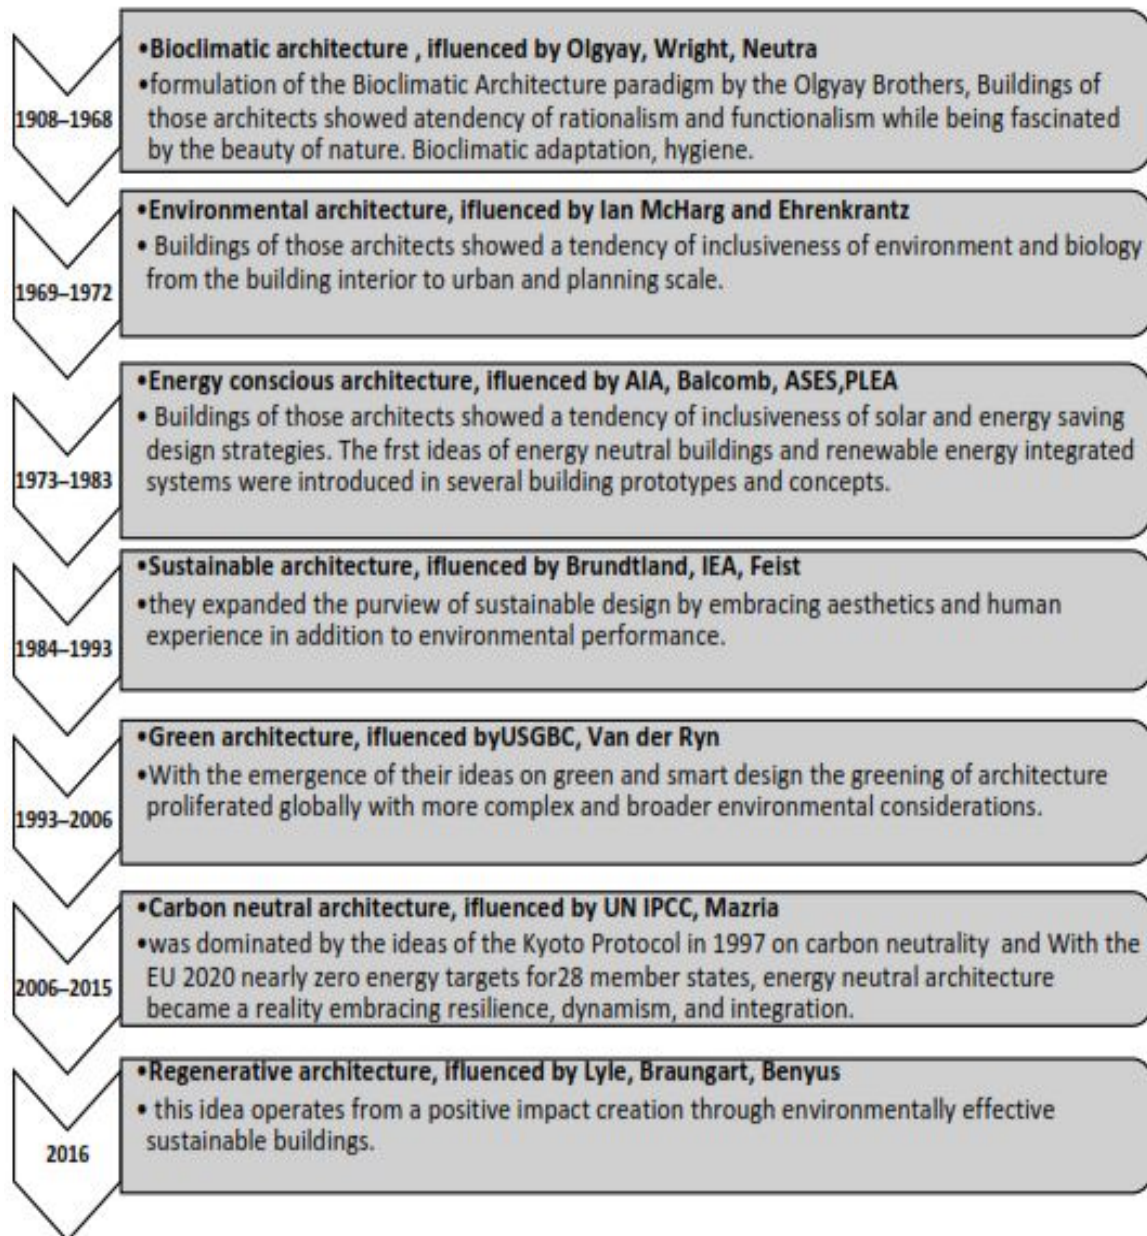 1908–1968
•Bioclimatic architecture , ifluenced by Olgyay, Wright, Neutra
•formulation of the Bioclimatic Architecture paradigm by the Olgyay Brothers, Buildings of
those architects showed atendency of rationalism and functionalism while being fascinated
by the beauty of nature. Bioclimatic adaptation, hygiene.
1969–1972
•Environmental architecture, ifluenced by Ian McHarg and Ehrenkrantz
• Buildings of those architects showed a tendency of inclusiveness of environment and biology
from the building interior to urban and planning scale.
1973–1983
•Energy conscious architecture, ifluenced by AIA, Balcomb, ASES,PLEA
• Buildings of those architects showed a tendency of inclusiveness of solar and energy saving
design strategies. The frst ideas of energy neutral buildings and renewable energy integrated
systems were introduced in several building prototypes and concepts.
1984–1993
•Sustainable architecture, ifluenced by Brundtland, IEA, Feist
•they expanded the purview of sustainable design by embracing aesthetics and human
experience in addition to environmental performance.
1993–2006
•Green architecture, ifluenced byUSGBC, Van der Ryn
•With the emergence of their ideas on green and smart design the greening of architecture
proliferated globally with more complex and broader environmental considerations.
2006–2015
•Carbon neutral architecture, ifluenced by UN IPCC, Mazria
•was dominated by the ideas of the Kyoto Protocol in 1997 on carbon neutrality  and With the
EU 2020 nearly zero energy targets for28 member states, energy neutral architecture
became a reality embracing resilience, dynamism, and integration.
2016
•Regenerative architecture, ifluenced by Lyle, Braungart, Benyus
• this idea operates from a positive impact creation through environmentally effective
sustainable buildings.